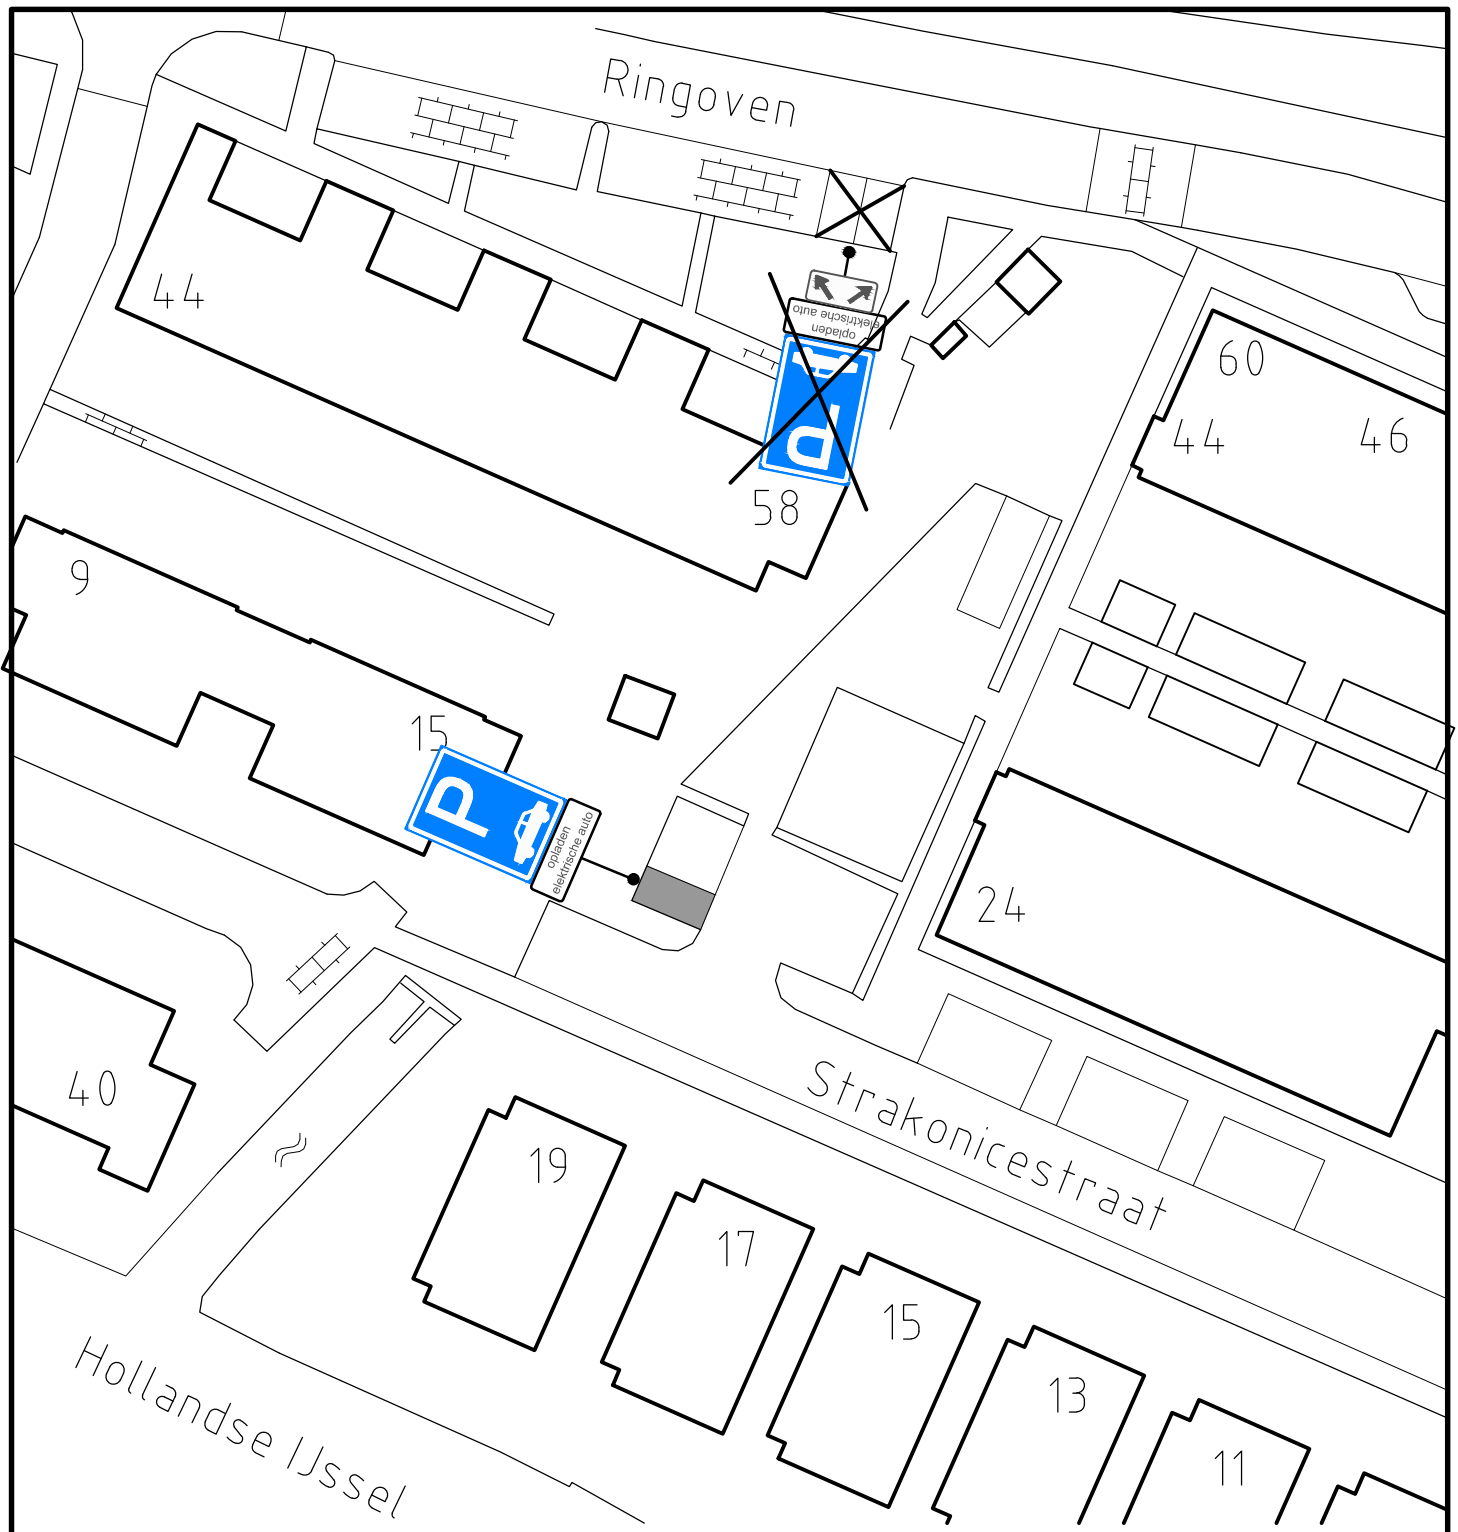 Ringoven
44
elektrische auto
opladen
P
58
60
44
46
9
15
P
opladen
elektrische auto
24
40
Strakonicestraat
19
17
15
13
11
Hollandse IJssel